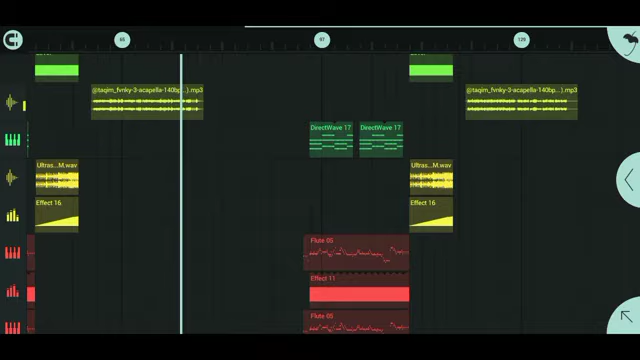 65
97
129
@taqim_fvnky-3-acapella-140bp...).mp3
@taqim_fvnky-3-acapella-140bp...).mp3
DirectWave 17
DirectWave 17
Ultras...M.wav
Ultras...M.wav
Effect 16
Effect 16
Flute 05
Effect 11
Flute 05